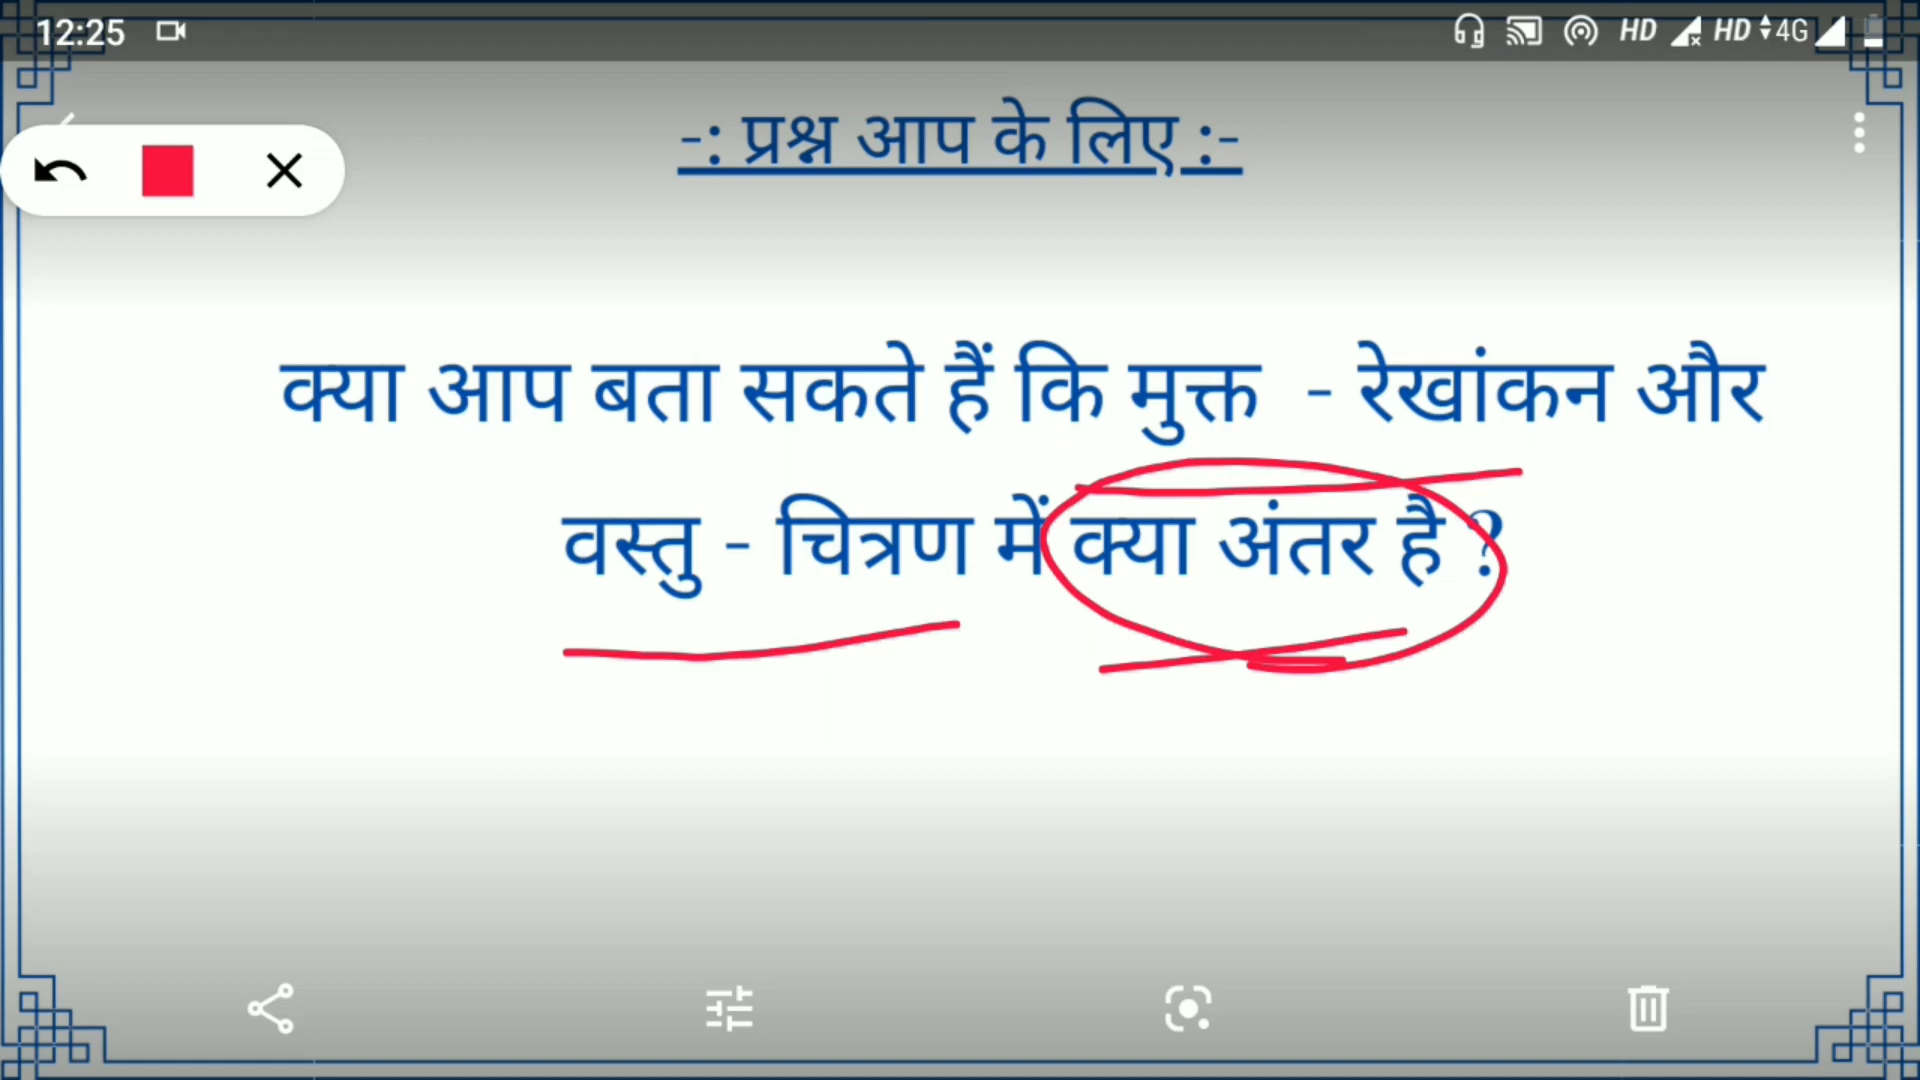 12:25 HD HD 4G
-: प्रश्न आप के लिए :-
क्या आप बता सकते हैं कि मुक्त - रेखांकन और
वस्तु - चित्रण में क्या अंतर है ?